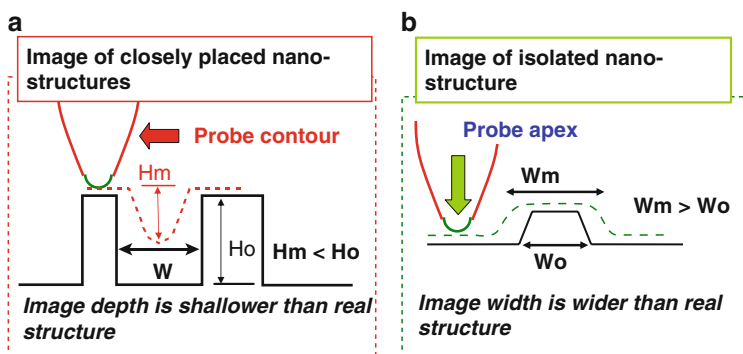 a
Image of closely placed nano-
structures
Probe contour
Hm
Ho
Hm < Ho
W
Image depth is shallower than real
structure
b
Image of isolated nano-
structure
Probe apex
Wm
Wm > Wo
Wo
Image width is wider than real
structure